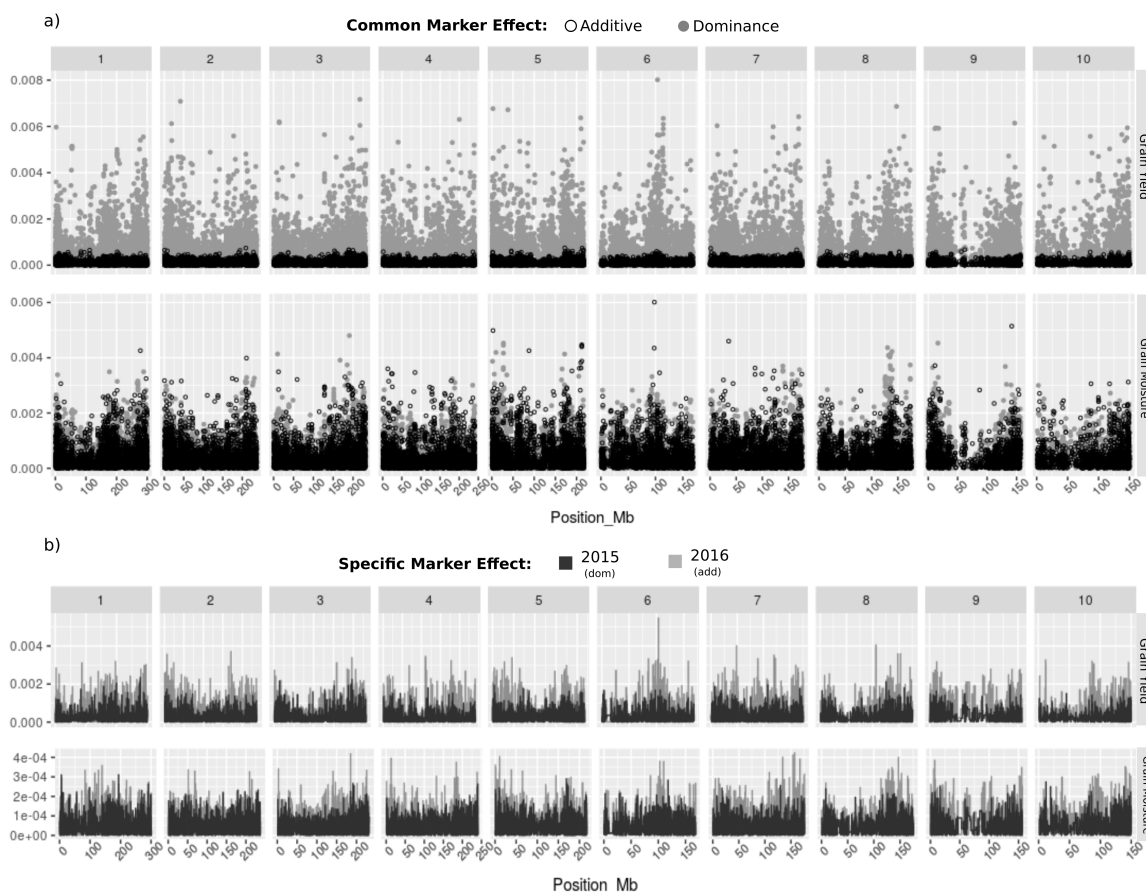 a)
Common Marker Effect: Additive Dominance
1 2 3 4 5 6 7 8 9 10
0.008
0.006
0.004
0.002
0.000
Grain Yield
0.006
0.004
0.002
0.000
Grain Moisture
0 100 200 300 0 50 100 150 200 0 50 100 150 200 0 50 100 150 200 250 0 50 100 150 200 0 50 100 150 0 50 100 150 0 50 100 150 0 50 100 150 0 50 100 150
Position_Mb
b)
Specific Marker Effect: 2015 2016
(dom) (add)
1 2 3 4 5 6 7 8 9 10
0.004
0.002
0.000
Grain Yield
4e-04
3e-04
2e-04
1e-04
0e+00
Grain Moisture
0 100 200 300 0 50 100 150 200 0 50 100 150 200 0 50 100 150 200 250 0 50 100 150 200 0 50 100 150 0 50 100 150 0 50 100 150 0 50 100 150 0 50 100 150
Position_Mb